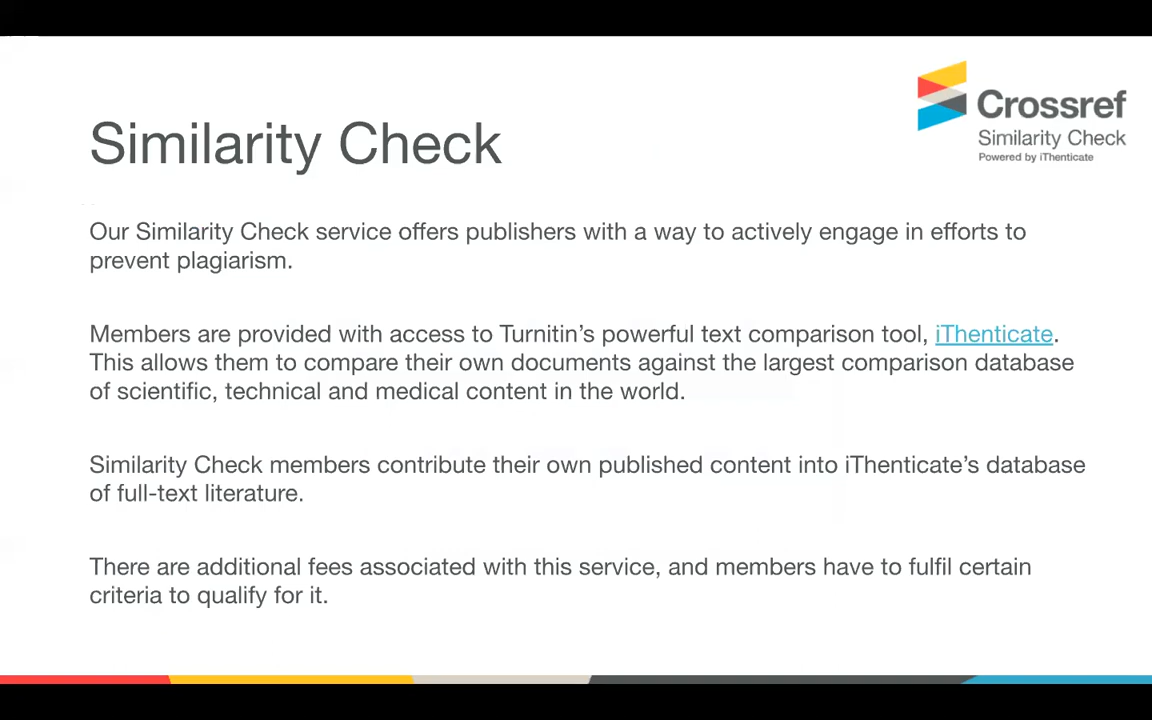 Crossref
Similarity Check
Powered by iThenticate
Similarity Check
Our Similarity Check service offers publishers with a way to actively engage in efforts to
prevent plagiarism.
Members are provided with access to Turnitin's powerful text comparison tool, iThenticate.
This allows them to compare their own documents against the largest comparison database
of scientific, technical and medical content in the world.
Similarity Check members contribute their own published content into iThenticate's database
of full-text literature.
There are additional fees associated with this service, and members have to fulfil certain
criteria to qualify for it.